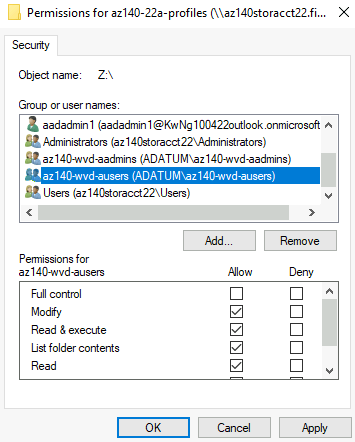 Permissions for az140-22a-profiles (\\az140storacct22.fi...
Security
Object name: Z:\
Group or user names:
aadadmin1 (aadadmin1@KwNg100422outlook.onmicrosoft
Administrators (az140storacct22\Administrators)
az140-wvd-aadmins (ADATUM\az140-wvd-aadmins)
az140-wvd-ausers (ADATUM\az140-wvd-ausers)
Users (az140storacct22\Users)
Add... Remove
Permissions for
az140-wvd-ausers Allow Deny
Full control
Modify
Read & execute
List folder contents
Read
OK Cancel Apply